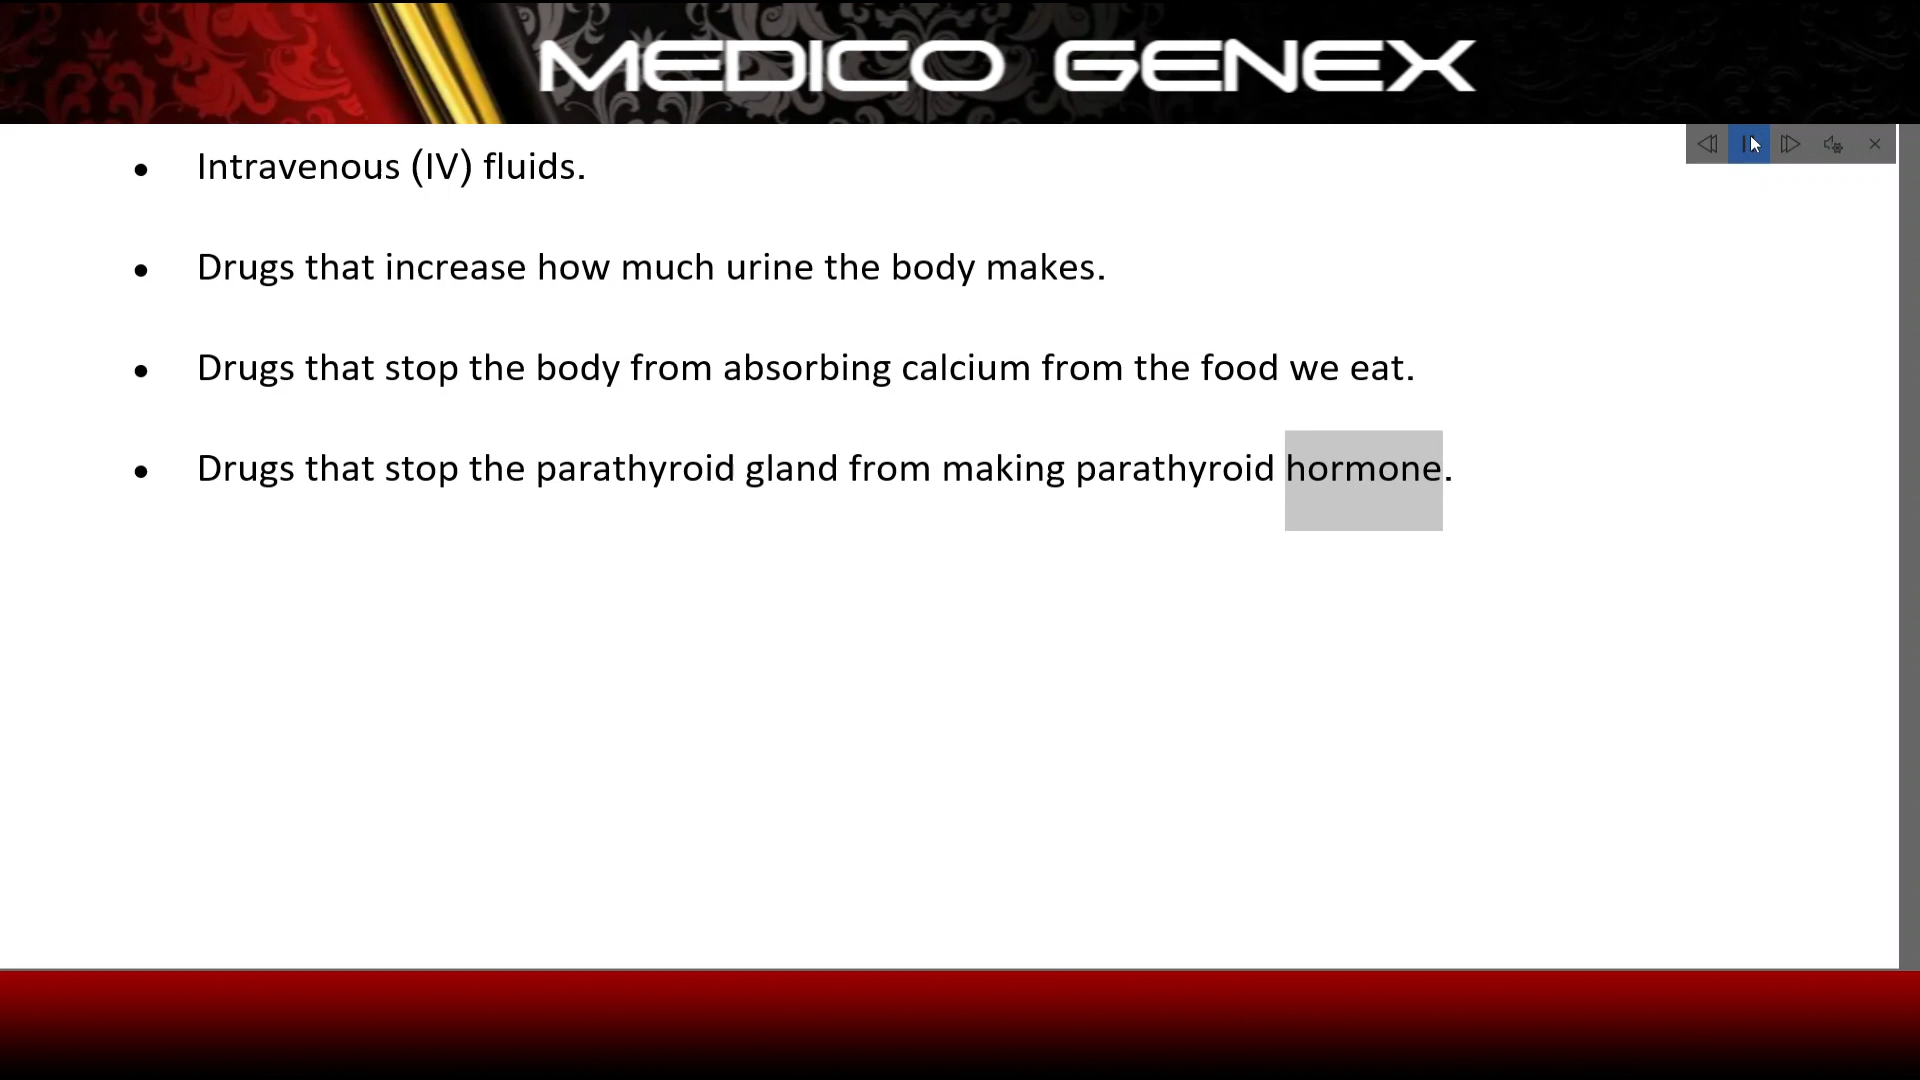 MEDICO GENEX
• Intravenous (IV) fluids.
• Drugs that increase how much urine the body makes.
• Drugs that stop the body from absorbing calcium from the food we eat.
• Drugs that stop the parathyroid gland from making parathyroid hormone.